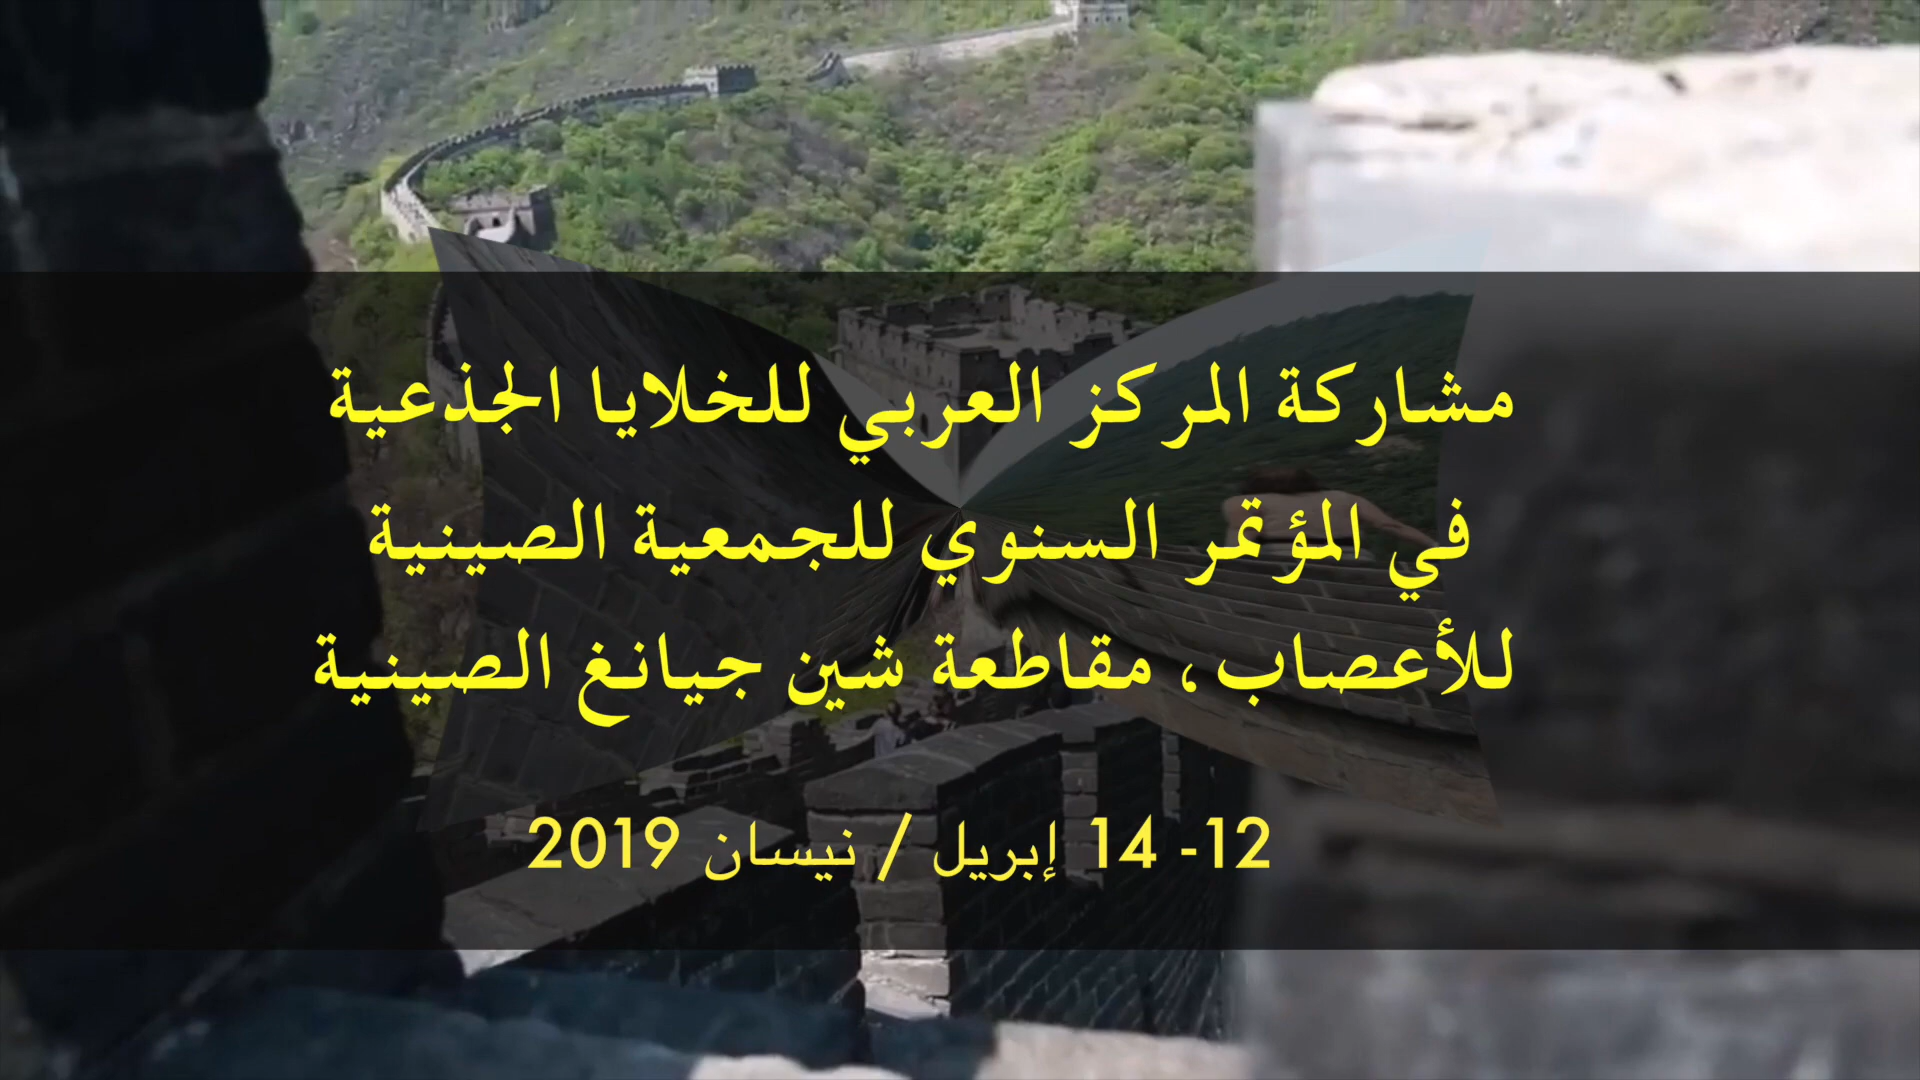 مشاركة المركز العربي للخلايا الجذعية
في المؤتمر السنوي للجمعية الصينية
للأعصاب، مقاطعة شين جيانغ الصينية
12- 14 إبريل / نيسان 2019